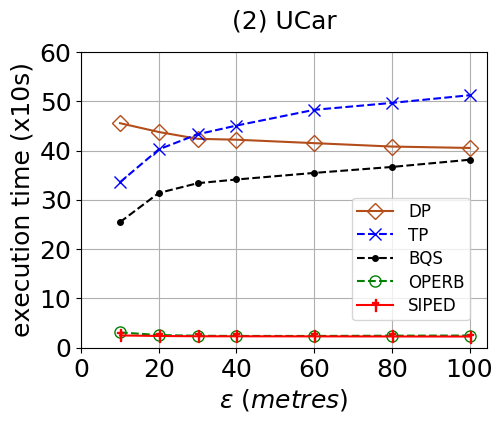 (2) UCar
execution time (x10s)
60
50
40
30
20
10
0
DP
TP
BQS
OPERB
SIPED
0 20 40 60 80 100
ε (metres)